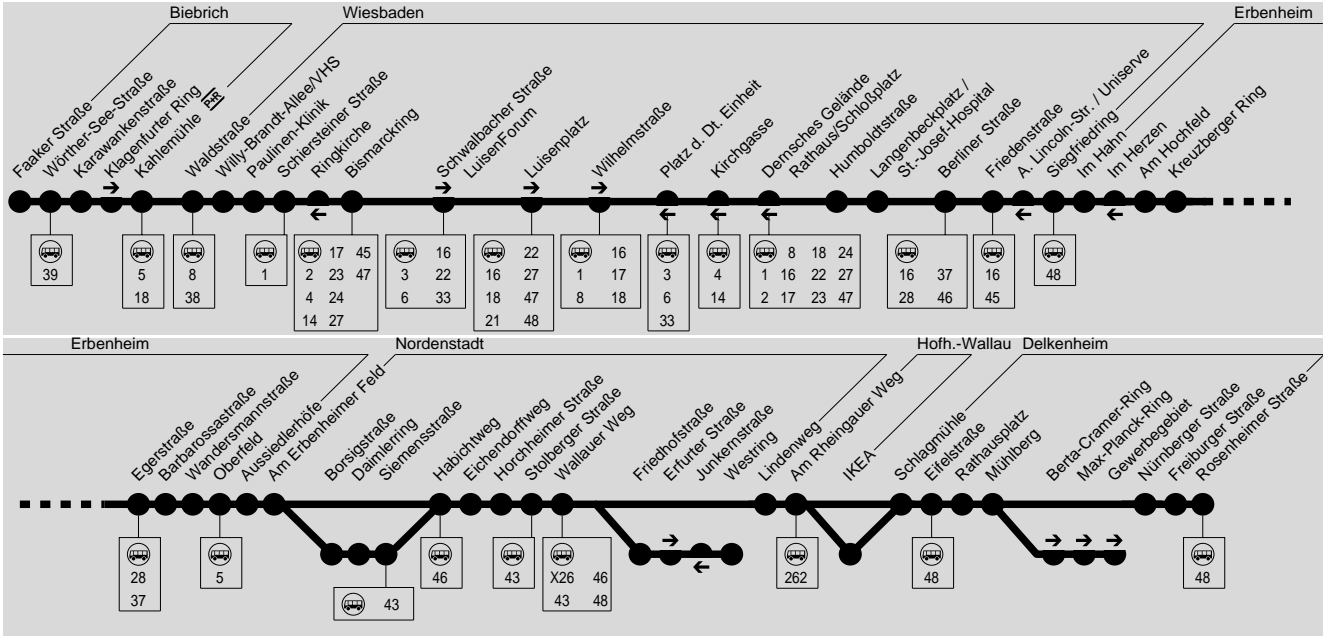 Biebrich
Wiesbaden
Erbenheim
Faaker Straße
Wörther-See-Straße
Karawankenstraße
Klagenfurter Ring
Kahlemühle P+R
Waldstraße
Willy-Brandt-Allee/VHS
Paulinen-Klinik
Schiersteiner Straße
Ringkirche
Bismarckring
Schwalbacher Straße
LuisenForum
Luisenplatz
Wilhelmstraße
Platz d. Dt. Einheit
Kirchgasse
Dernsches Gelände
Rathaus/Schloßplatz
Humboldtstraße
Langenbeckplatz /
St.-Josef-Hospital
Berliner Straße
Friedenstraße
A. Lincoln-Str. / Uniserve
Siegfriedring
Im Hahn
Im Herzen
Am Hochfeld
Kreuzberger Ring
39
5
18
8
38
1
17 45
2 23 47
4 24
14 27
16
3 22
6 33
22
16 27
18 47
21 48
16
1 17
8 18
3
6
33
4
14
8 18 24
1 16 22 27
2 17 23 47
16 37
28 46
16
45
48
Erbenheim
Nordenstadt
Hofh.-Wallau
Delkenheim
Egerstraße
Barbarossastraße
Wandersmannstraße
Oberfeld
Aussiedlerhöfe
Am Erbenheimer Feld
Borsigstraße
Daimlerring
Siemensstraße
Habichtweg
Eichendorffweg
Horchheimer Straße
Stolberger Straße
Wallauer Weg
Friedhofstraße
Erfurter Straße
Junkernstraße
Westring
Lindenweg
Am Rheingauer Weg
IKEA
Schlagmühle
Eifelstraße
Rathausplatz
Mühlberg
Berta-Cramer-Ring
Max-Planck-Ring
Gewerbegebiet
Nürnberger Straße
Freiburger Straße
Rosenheimer Straße
28
37
5
43
46
43
X26 46
43 48
262
48
48